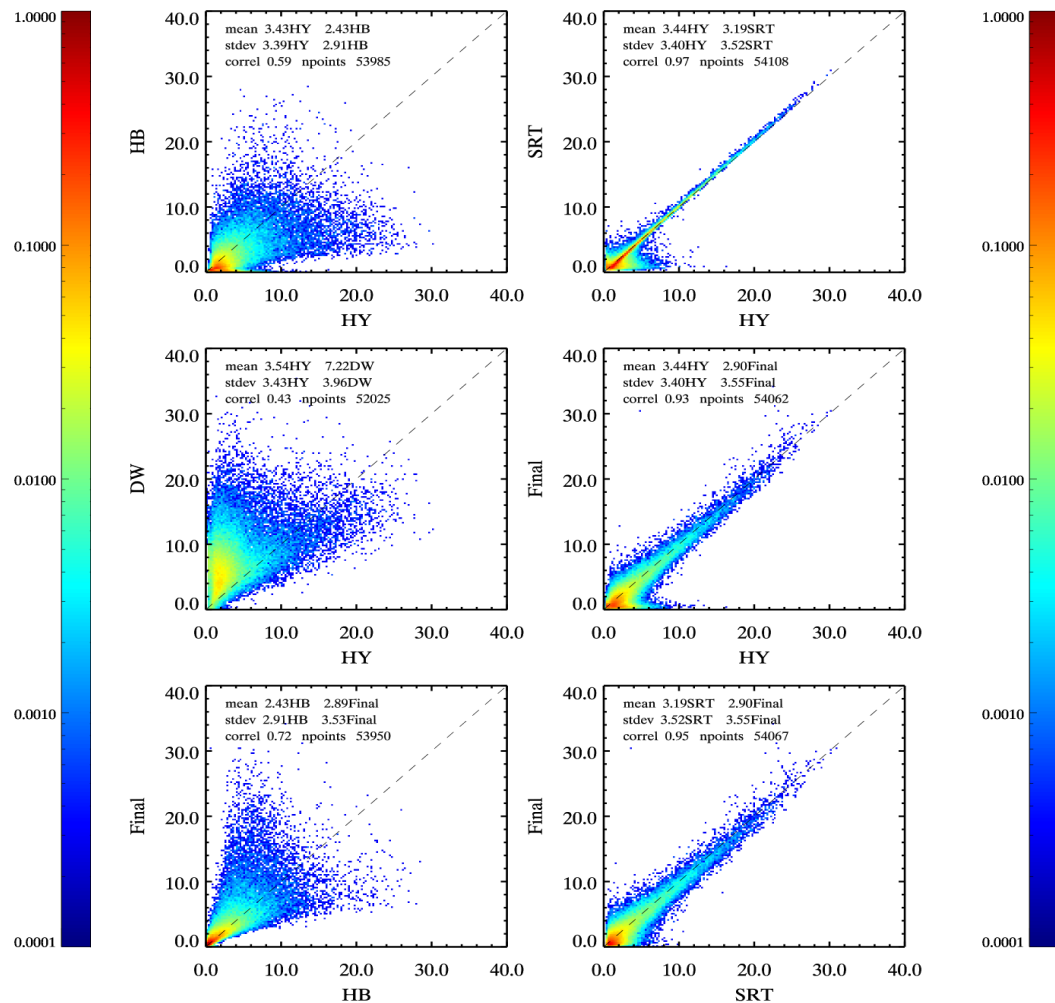 1.0000
0.1000
0.0100
0.0010
0.0001
40.0
30.0
20.0
10.0
0.0
HB
mean 3.43HY 2.43HB
stdev 3.39HY 2.91HB
correl 0.59 npoints 53985
0.0 10.0 20.0 30.0 40.0
HY
40.0
30.0
20.0
10.0
0.0
SRT
mean 3.44HY 3.19SRT
stdev 3.40HY 3.52SRT
correl 0.97 npoints 54108
0.0 10.0 20.0 30.0 40.0
HY
40.0
30.0
20.0
10.0
0.0
DW
mean 3.54HY 7.22DW
stdev 3.43HY 3.96DW
correl 0.43 npoints 52025
0.0 10.0 20.0 30.0 40.0
HY
40.0
30.0
20.0
10.0
0.0
Final
mean 3.44HY 2.90Final
stdev 3.40HY 3.55Final
correl 0.93 npoints 54062
0.0 10.0 20.0 30.0 40.0
HY
40.0
30.0
20.0
10.0
0.0
Final
mean 2.43HB 2.89Final
stdev 2.91HB 3.53Final
correl 0.72 npoints 53950
0.0 10.0 20.0 30.0 40.0
HB
40.0
30.0
20.0
10.0
0.0
Final
mean 3.19SRT 2.90Final
stdev 3.52SRT 3.55Final
correl 0.95 npoints 54067
0.0 10.0 20.0 30.0 40.0
SRT
1.0000
0.1000
0.0100
0.0010
0.0001